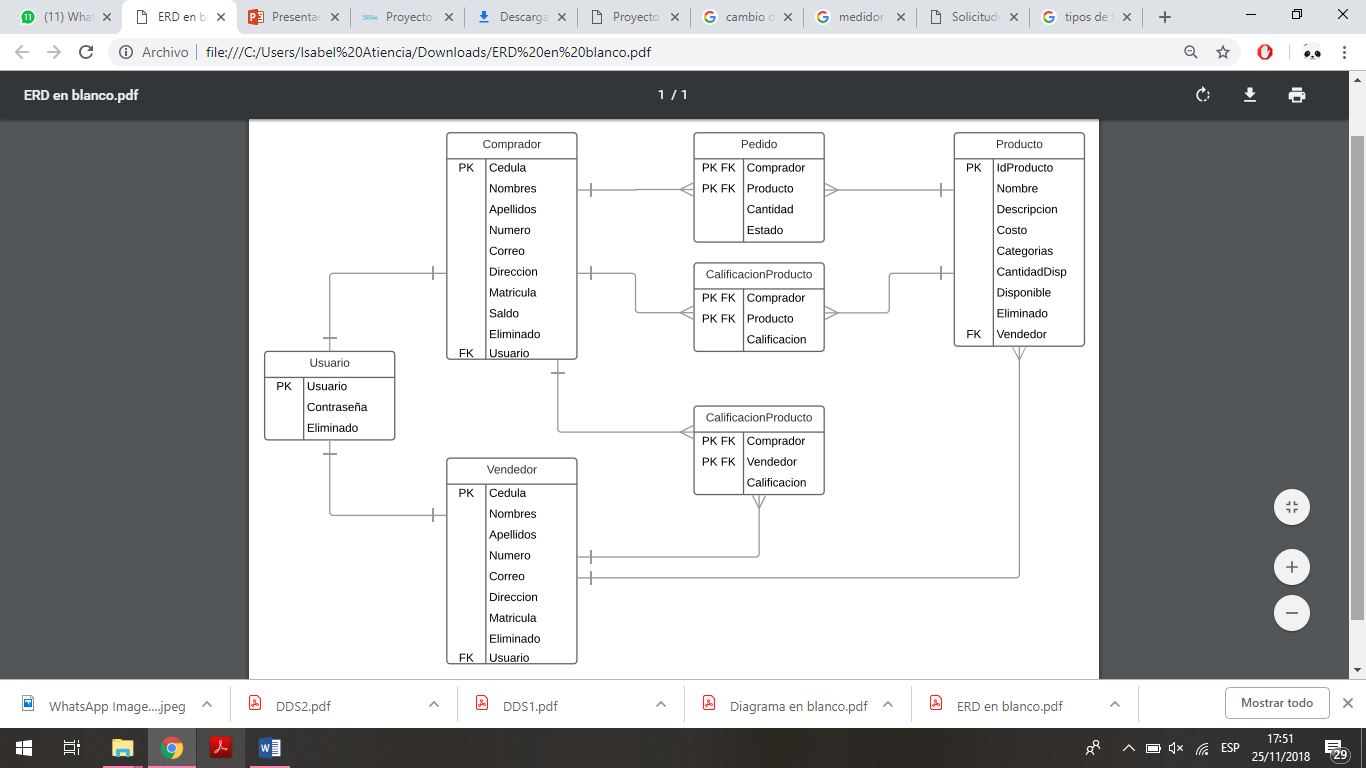 (11) Wha
ERD en b
Presentac
Proyecto
Descarga
Proyecto
cambio d
medidor
Solicitude
tipos de
Archivo
file:///C:/Users/Isabel%20Atiencia/Downloads/ERD%20en%20blanco.pdf
ERD en blanco.pdf
1 / 1
Comprador
PK Cedula
Nombres
Apellidos
Numero
Correo
Direccion
Matricula
Saldo
Eliminado
FK Usuario
Pedido
PK FK Comprador
PK FK Producto
Cantidad
Estado
Producto
PK IdProducto
Nombre
Descripcion
Costo
Categorias
CantidadDisp
Disponible
Eliminado
FK Vendedor
CalificacionProducto
PK FK Comprador
PK FK Producto
Calificacion
Usuario
PK Usuario
Contraseña
Eliminado
CalificacionProducto
PK FK Comprador
PK FK Vendedor
Calificacion
Vendedor
PK Cedula
Nombres
Apellidos
Numero
Correo
Direccion
Matricula
Eliminado
FK Usuario
WhatsApp Image....jpeg
DDS2.pdf
DDS1.pdf
Diagrama en blanco.pdf
ERD en blanco.pdf
Mostrar todo
ESP
17:51
25/11/2018
29